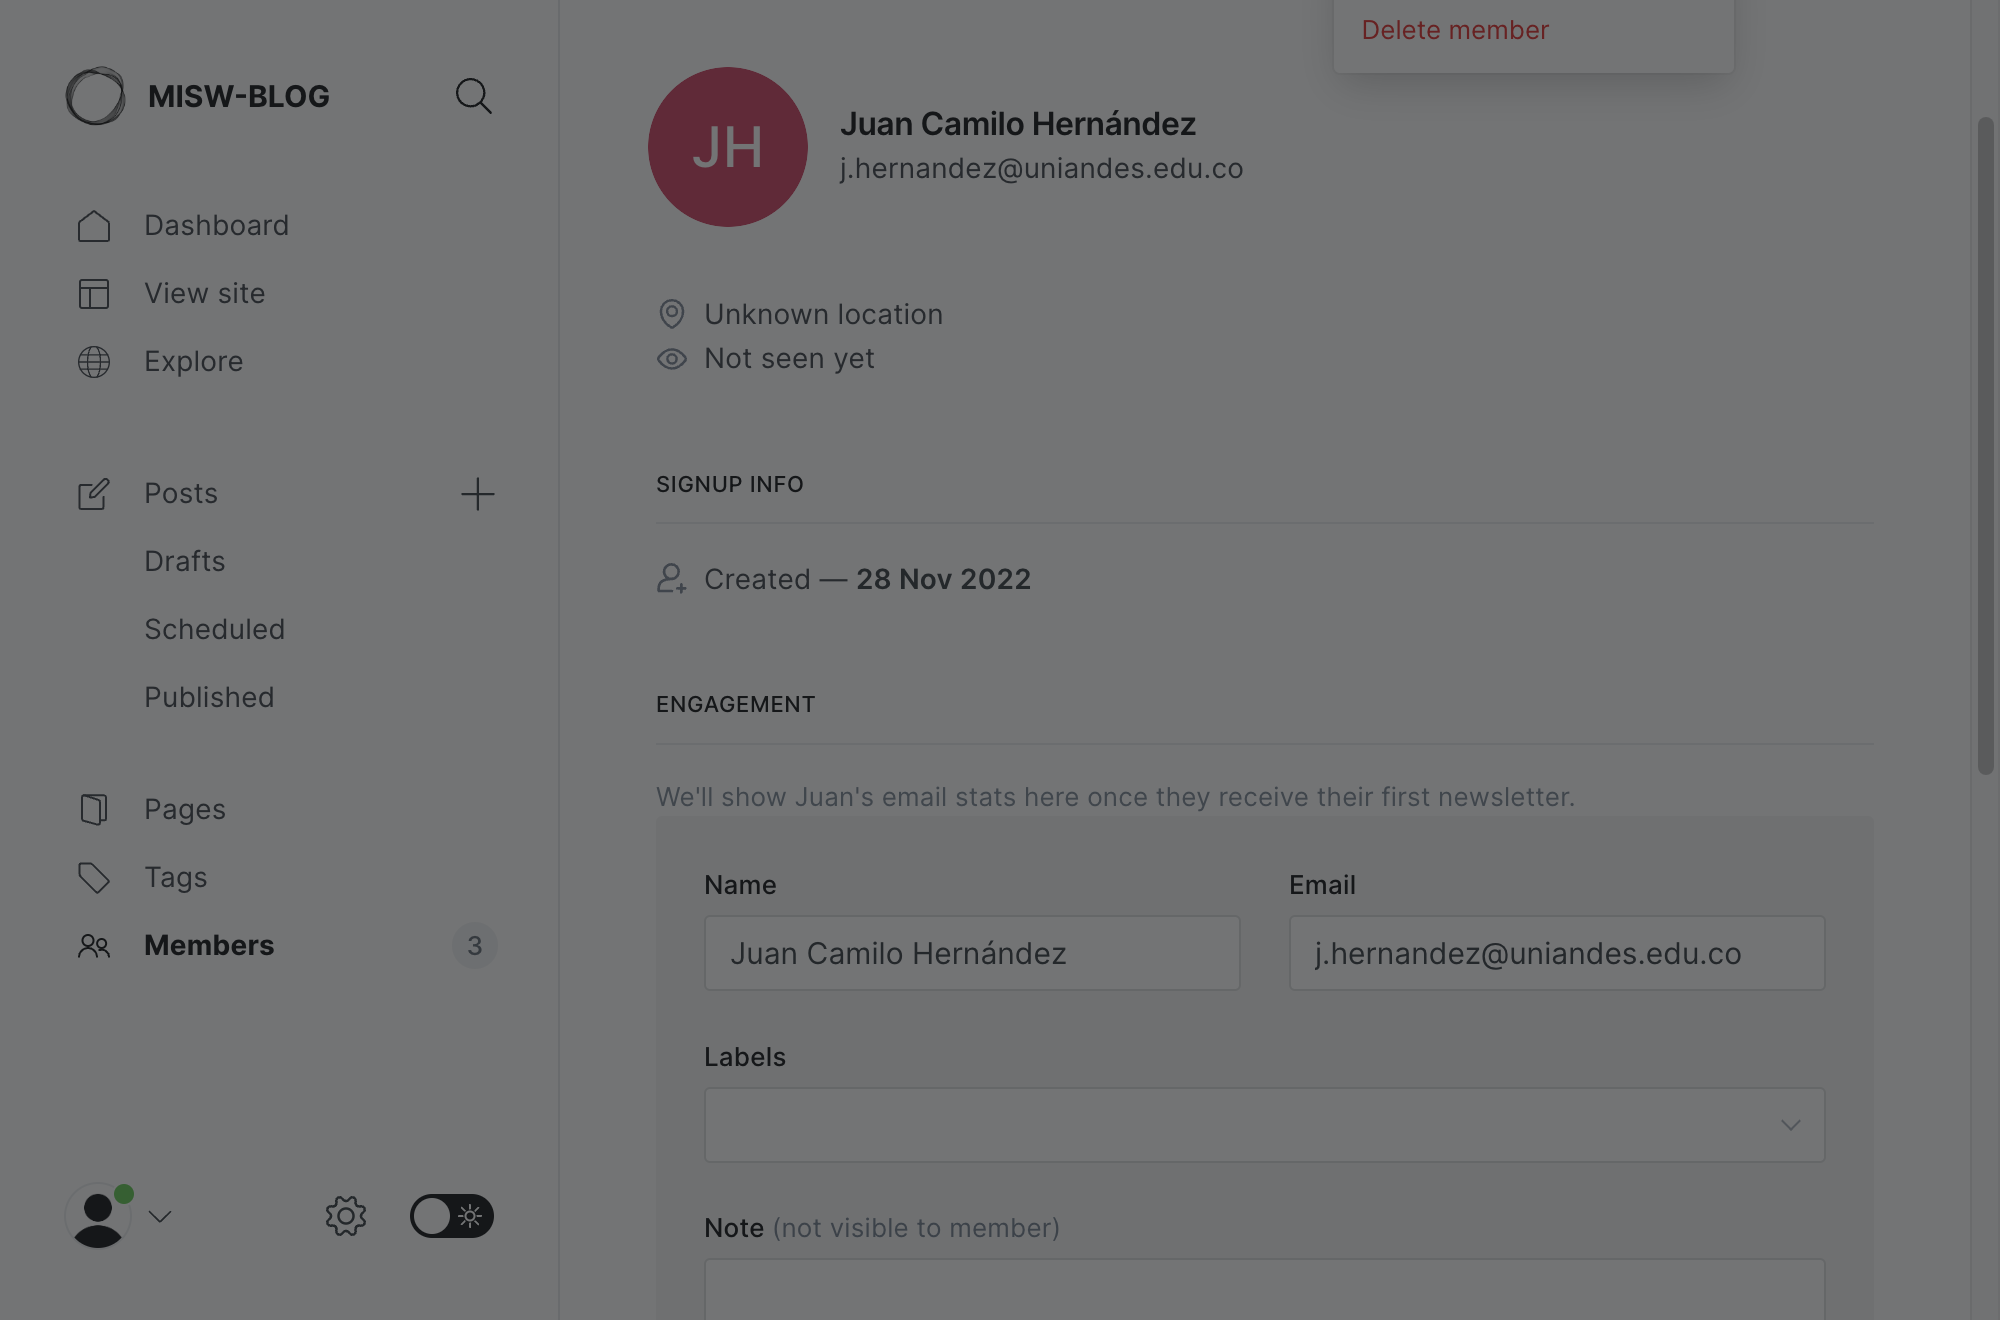 MISW-BLOG
Dashboard
View site
Explore
Posts
Drafts
Scheduled
Published
Pages
Tags
Members
3
Delete member
JH
Juan Camilo Hernández
j.hernandez@uniandes.edu.co
Unknown location
Not seen yet
SIGNUP INFO
Created — 28 Nov 2022
ENGAGEMENT
We'll show Juan's email stats here once they receive their first newsletter.
Name
Juan Camilo Hernández
Email
j.hernandez@uniandes.edu.co
Labels
Note (not visible to member)